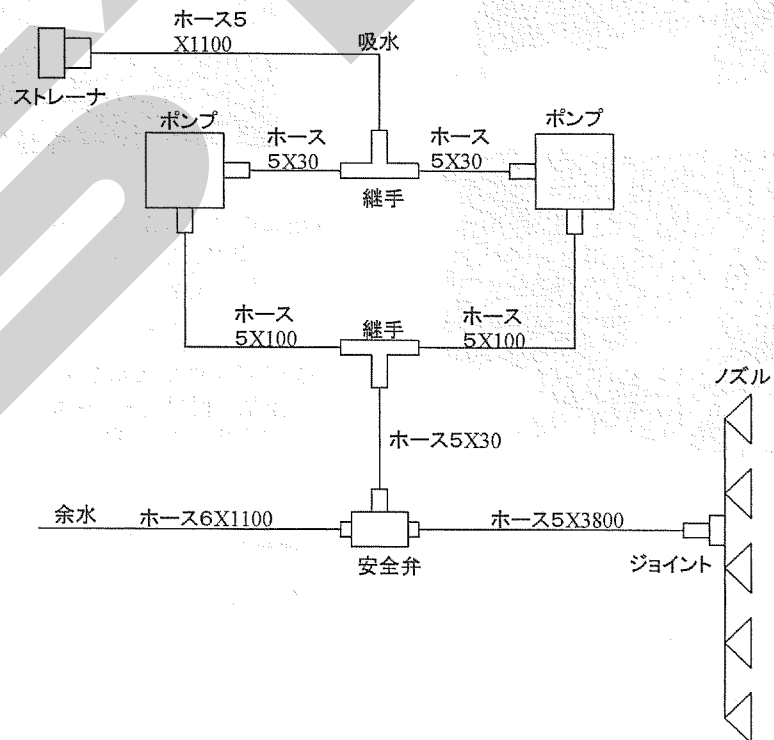 ホース5
X1100
吸水
ストレーナ
ポンプ
ホース
5X30
ホース
5X30
ポンプ
継手
ホース
5X100
継手
ホース
5X100
ノズル
ホース5X30
余水
ホース6X1100
ホース5X3800
安全弁
ジョイント